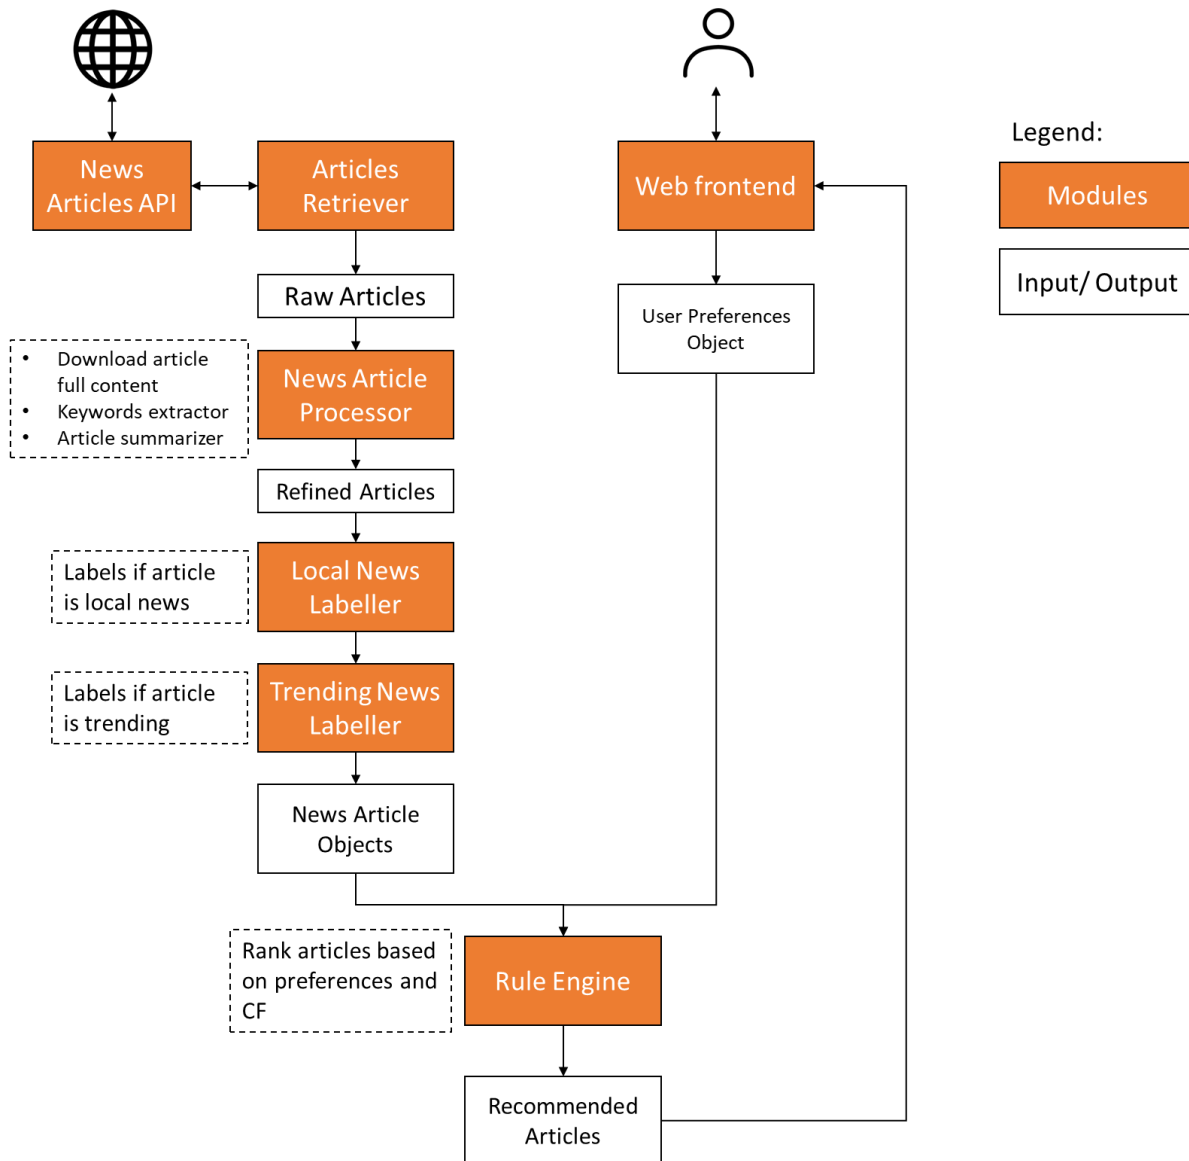 News
Articles API
Articles
Retriever
Web frontend
Legend:
Modules
Input/ Output
Raw Articles
User Preferences
Object
• Download article
full content
• Keywords extractor
• Article summarizer
News Article
Processor
Refined Articles
Labels if article
is local news
Local News
Labeller
Labels if article
is trending
Trending News
Labeller
News Article
Objects
Rank articles based
on preferences and
CF
Rule Engine
Recommended
Articles